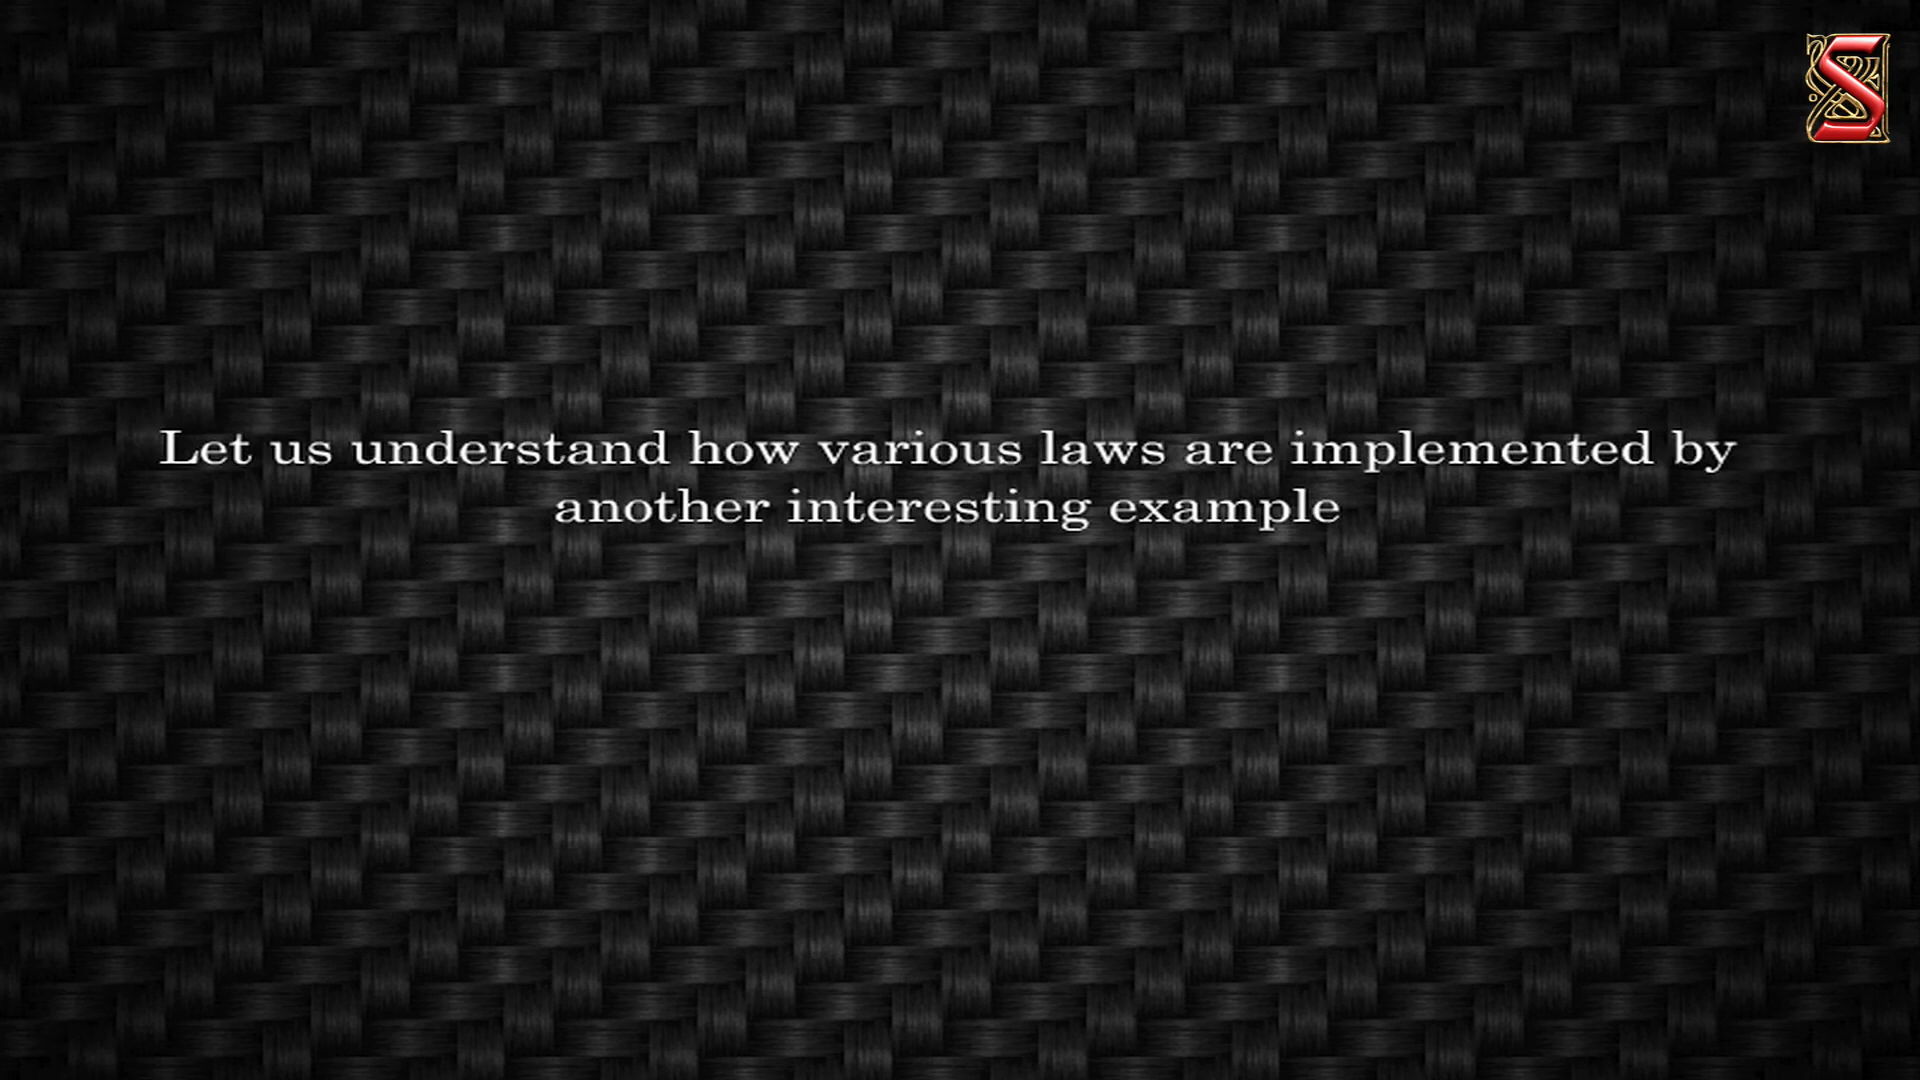 Let us understand how various laws are implemented by
another interesting example
S